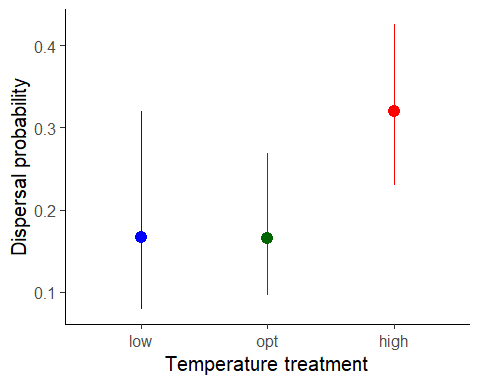 Dispersal probability
0.4
0.3
0.2
0.1
low opt high
Temperature treatment